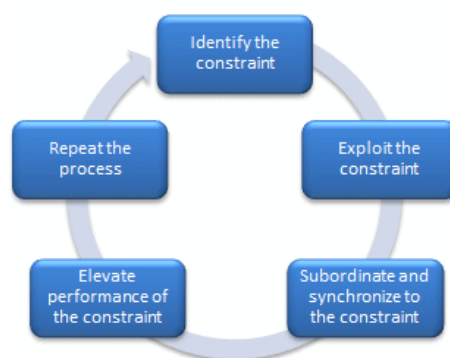 Identify the
constraint
Exploit the
constraint
Subordinate and
synchronize to
the constraint
Elevate
performance of
the constraint
Repeat the
process